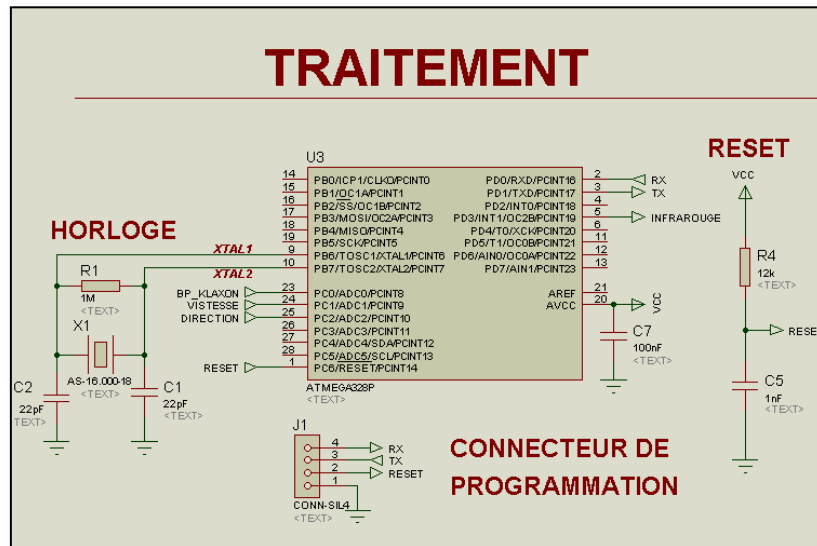 TRAITEMENT
U3
14 PB0/ICP1/CLKO/PCINT0 PD0/RXD/PCINT16 2 RX
15 PB1/OC1A/PCINT1 PD1/TXD/PCINT17 3 TX
16 PB2/SS/OC1B/PCINT2 PD2/INT0/PCINT18 4
17 PB3/MOSI/OC2A/PCINT3 PD3/INT1/OC2B/PCINT19 5 INFRAROUGE
18 PB4/MISO/PCINT4 PD4/T0/XCK/PCINT20 6
19 PB5/SCK/PCINT5 PD5/T1/OC0B/PCINT21 11
XTAL1 9 PB6/TOSC1/XTAL1/PCINT6 PD6/AIN0/OC0A/PCINT22 12
XTAL2 10 PB7/TOSC2/XTAL2/PCINT7 PD7/AIN1/PCINT23 13
BP_KLAXON 23 PC0/ADC0/PCINT8 AREF 21
VISTESSE 24 PC1/ADC1/PCINT9 AVCC 20 VCC
DIRECTION 25 PC2/ADC2/PCINT10
26 PC3/ADC3/PCINT11
27 PC4/ADC4/SDA/PCINT12
28 PC5/ADC5/SCL/PCINT13
RESET 1 PC6/RESET/PCINT14
ATMEGA328P
<TEXT>
HORLOGE
R1
1M
<TEXT>
X1
AS-16.000-18
<TEXT>
C2
22pF
TEXT>
C1
22pF
<TEXT>
C7
100nF
<TEXT>
RESET
VCC
R4
12k
<TEXT>
RESE
C5
1nF
<TEXT>
J1
4 RX
3 TX
2 RESET
1
CONN-SIL4
<TEXT>
CONNECTEUR DE
PROGRAMMATION